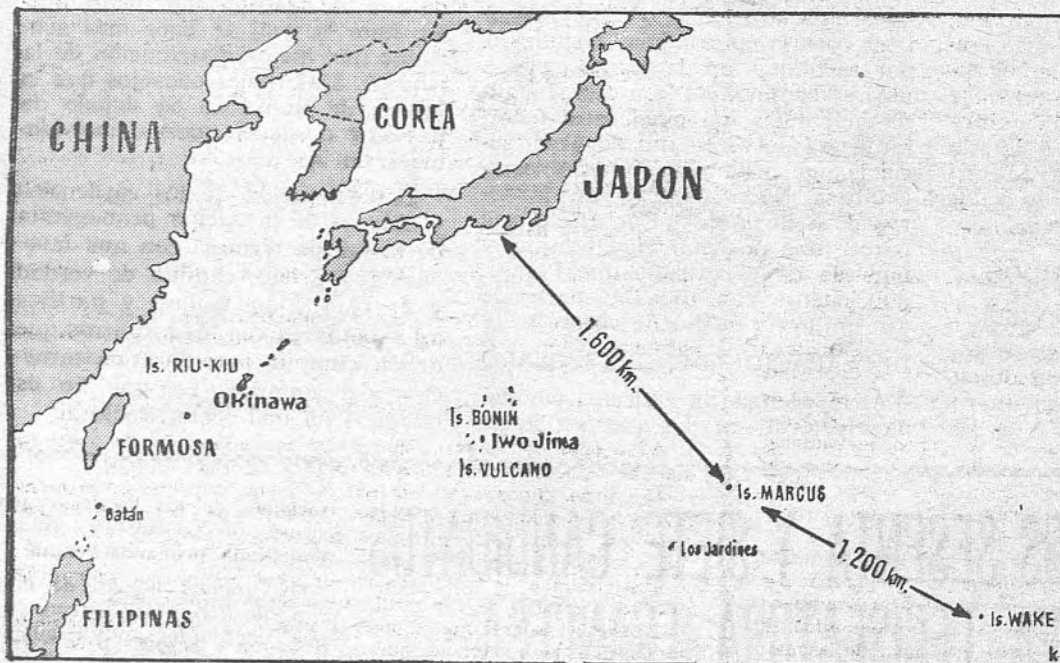 CHINA
COREA
JAPON
1.600 km.
Is. RIU-KIU
Okinawa
FORMOSA
Is. BONIN
Iwo Jima
Is. VULCANO
Batán
Is. MARCUS
Los Jardines
1.200 km.
FILIPINAS
Is. WAKE
k